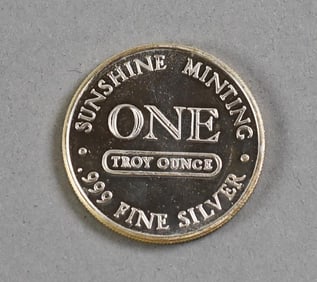 SUNSHINE MINTING
ONE
TROY OUNCE
.999 FINE SILVER